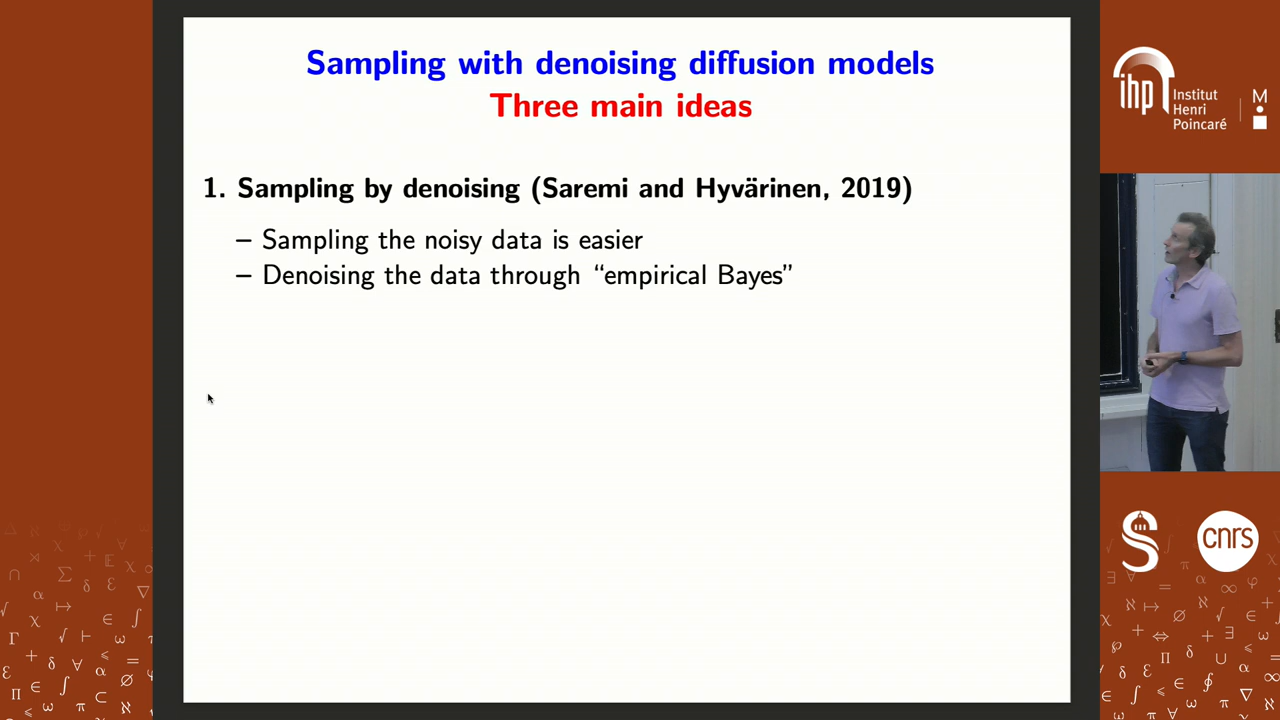 Sampling with denoising diffusion models
Three main ideas
1. Sampling by denoising (Saremi and Hyvärinen, 2019)
– Sampling the noisy data is easier
– Denoising the data through “empirical Bayes”
ihp
Institut
Henri
Poincaré
M
cnrs